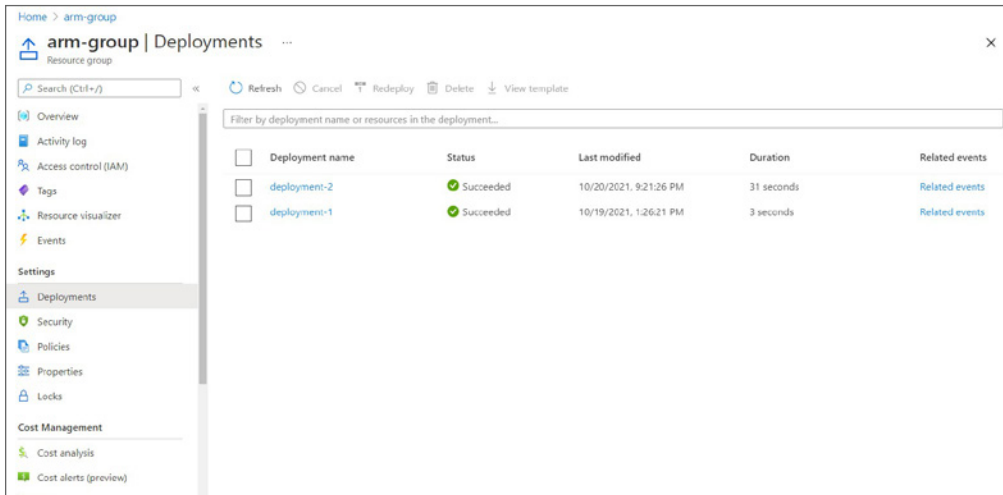 Home > arm-group
arm-group | Deployments ...
Resource group
Search (Ctrl+/)
Refresh Cancel Redeploy Delete View template
Overview
Activity log
Access control (IAM)
Tags
Resource visualizer
Events
Settings
Deployments
Security
Policies
Properties
Locks
Cost Management
Cost analysis
Cost alerts (preview)
Filter by deployment name or resources in the deployment...
Deployment name Status Last modified Duration Related events
deployment-2 Succeeded 10/20/2021, 9:21:26 PM 31 seconds Related events
deployment-1 Succeeded 10/19/2021, 1:26:21 PM 3 seconds Related events